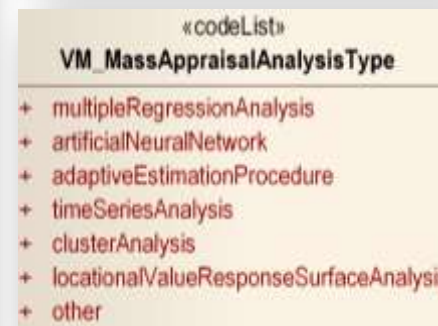 «codeList»
VM_MassAppraisalAnalysisType
+ multipleRegressionAnalysis
+ artificialNeuralNetwork
+ adaptiveEstimationProcedure
+ timeSeriesAnalysis
+ clusterAnalysis
+ locationalValueResponseSurfaceAnalysi
+ other